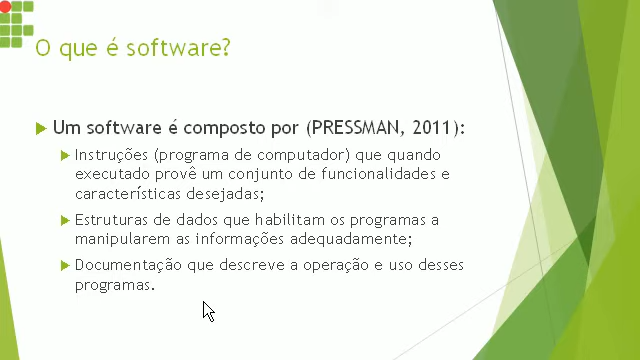 O que é software?
Um software é composto por (PRESSMAN, 2011):
Instruções (programa de computador) que quando
executado provê um conjunto de funcionalidades e
características desejadas;
Estruturas de dados que habilitam os programas a
manipularem as informações adequadamente;
Documentação que descreve a operação e uso desses
programas.